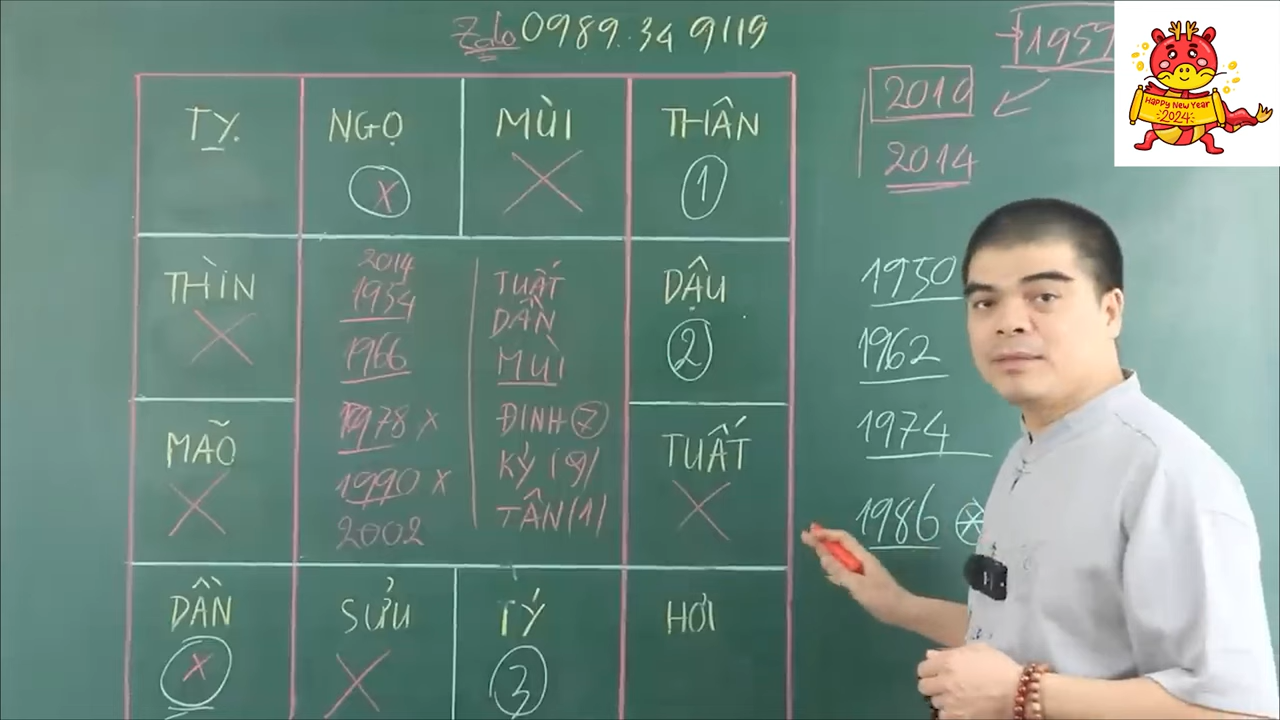 Zalo 0989.34 9119
1959
HAPPY NEW YEAR
2024
2010
2014
TỴ
NGỌ
X
MÙI
X
THÂN
1
THÌN
X
2014
1954
1966
1978 X
1990 X
2002
TUẤT
DẦN
MÙI
ĐINH 7
KỶ (9)
TÂN (1)
DẬU
2
MÃO
X
TUẤT
X
DẦN
X
SỬU
X
TÝ
3
HỢI
1950
1962
1974
1986